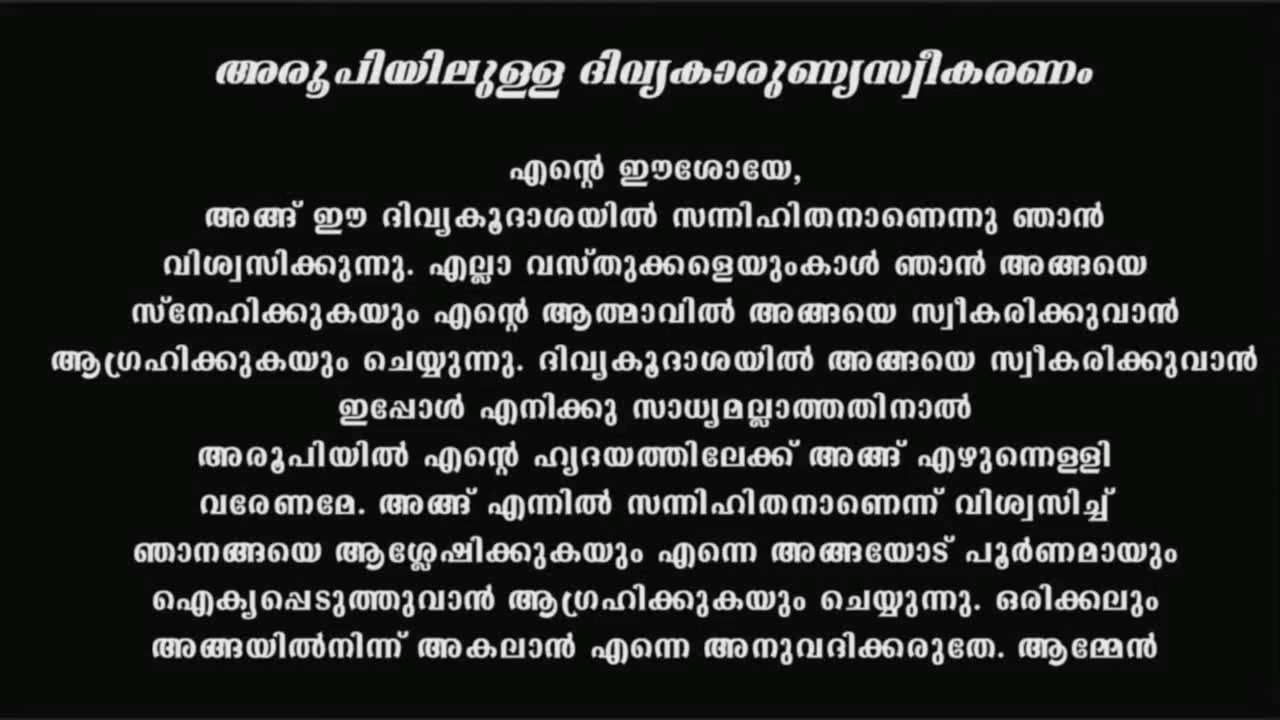 അരൂപിയിലുള്ള ദിവ്യകാരുണ്യസ്വീകരണം
എന്റെ ഈശോയേ,
അങ്ങ് ഈ ദിവ്യകൂദാശയിൽ സന്നിഹിതനാണെന്നു ഞാൻ
വിശ്വസിക്കുന്നു. എല്ലാ വസ്തുക്കളെയുംകാൾ ഞാൻ അങ്ങയെ
സ്നേഹിക്കുകയും എന്റെ ആത്മാവിൽ അങ്ങയെ സ്വീകരിക്കുവാൻ
ആഗ്രഹിക്കുകയും ചെയ്യുന്നു. ദിവ്യകൂദാശയിൽ അങ്ങയെ സ്വീകരിക്കുവാൻ
ഇപ്പോൾ എനിക്കു സാധ്യമല്ലാത്തതിനാൽ
അരൂപിയിൽ എന്റെ ഹൃദയത്തിലേക്ക് അങ്ങ് എഴുന്നെള്ളി
വരേണമേ. അങ്ങ് എന്നിൽ സന്നിഹിതനാണെന്ന് വിശ്വസിച്ച്
ഞാനങ്ങയെ ആശ്ലേഷിക്കുകയും എന്നെ അങ്ങയോട് പൂർണമായും
ഐക്യപ്പെടുത്തുവാൻ ആഗ്രഹിക്കുകയും ചെയ്യുന്നു. ഒരിക്കലും
അങ്ങയിൽനിന്ന് അകലാൻ എന്നെ അനുവദിക്കരുതേ. ആമ്മേൻ